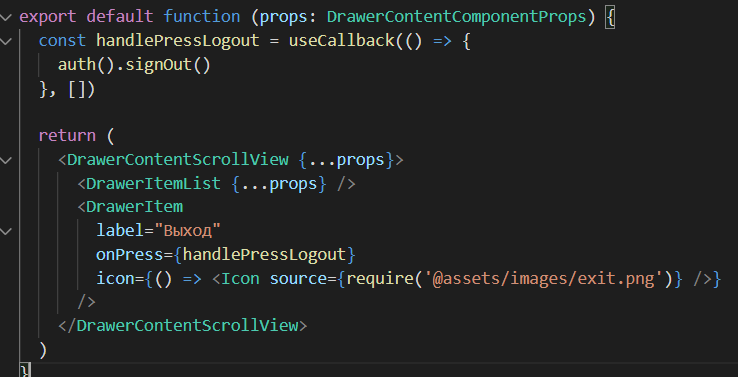 export default function (props: DrawerContentComponentProps) {
  const handlePressLogout = useCallback(() => {
    auth().signOut()
  }, [])

  return (
    <DrawerContentScrollView {...props}>
      <DrawerItemList {...props} />
      <DrawerItem
        label="Выход"
        onPress={handlePressLogout}
        icon={() => <Icon source={require('@assets/images/exit.png')} />}
      />
    </DrawerContentScrollView>
  )
}